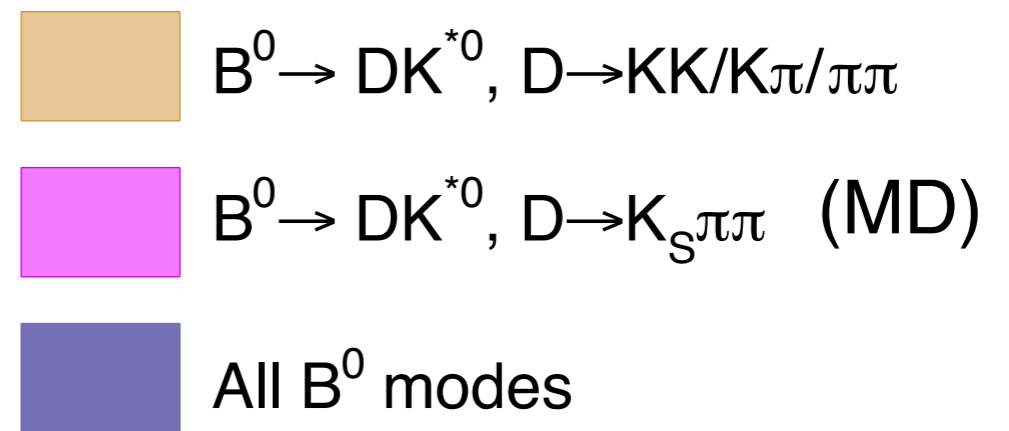 B⁰→ DK*⁰, D→KK/Kπ/ππ
B⁰→ DK*⁰, D→K_Sππ (MD)
All B⁰ modes